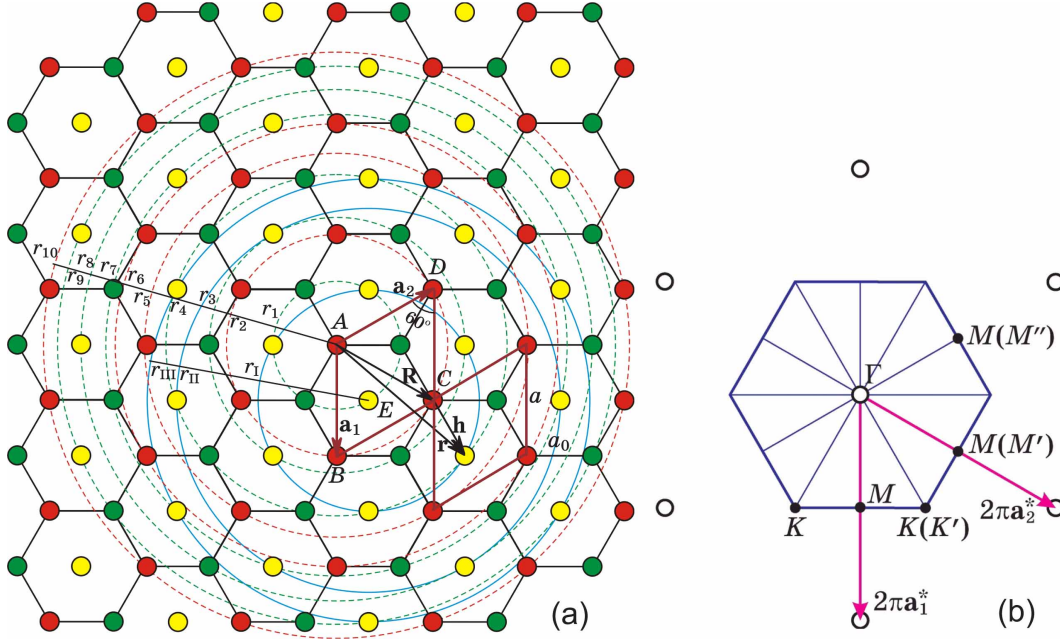 r₁₀
r₉
r₈
r₇
r₆
r₅
r₄
r₃
r₂
r₁
rIII
rII
rI
A
B
C
D
E
a₁
a₂
60°
R
h
r
a
a₀
(a)
Γ
M(M″)
M(M′)
M
K
K(K′)
2πa₂*
2πa₁*
(b)